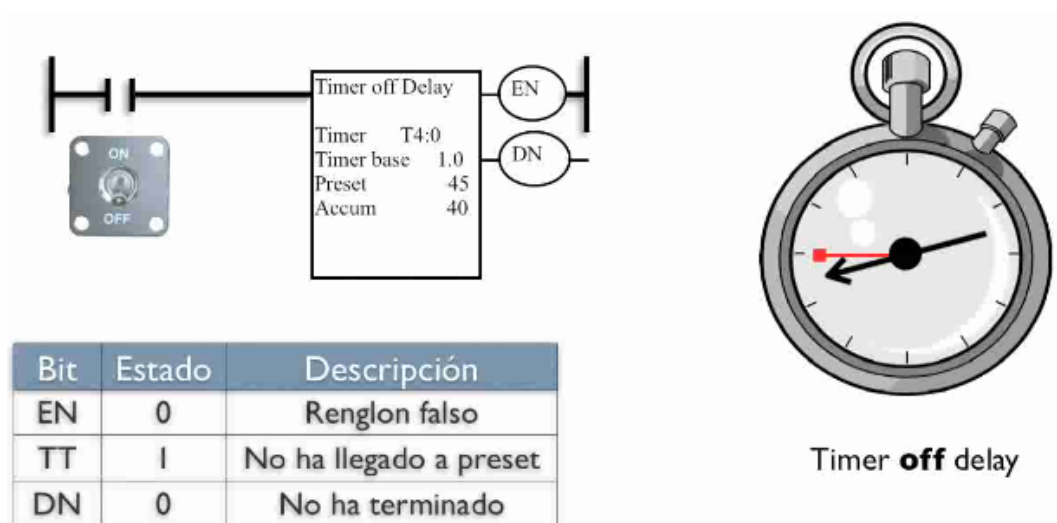 Timer off Delay
EN
Timer T4:0
Timer base 1.0
DN
Preset 45
Accum 40
ON
OFF
Bit Estado Descripción
EN 0 Renglon falso
TT 1 No ha llegado a preset
DN 0 No ha terminado
Timer off delay